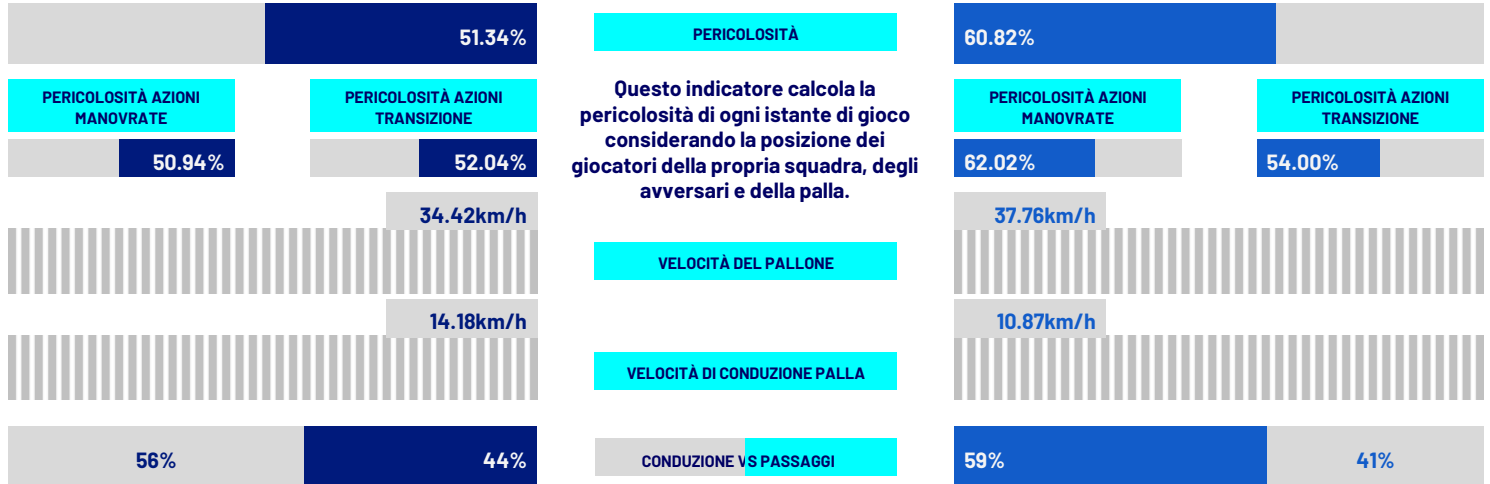 51.34%
PERICOLOSITÀ
60.82%
PERICOLOSITÀ AZIONI
MANOVRATE
PERICOLOSITÀ AZIONI
TRANSIZIONE
50.94%
52.04%
Questo indicatore calcola la
pericolosità di ogni istante di gioco
considerando la posizione dei
giocatori della propria squadra, degli
avversari e della palla.
PERICOLOSITÀ AZIONI
MANOVRATE
PERICOLOSITÀ AZIONI
TRANSIZIONE
62.02%
54.00%
34.42km/h
VELOCITÀ DEL PALLONE
37.76km/h
14.18km/h
VELOCITÀ DI CONDUZIONE PALLA
10.87km/h
56%
44%
CONDUZIONE VS PASSAGGI
59%
41%